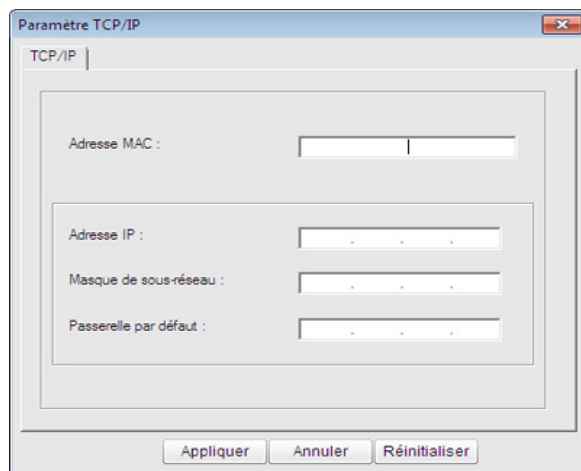 Paramètre TCP/IP
TCP/IP
Adresse MAC :
Adresse IP :
Masque de sous-réseau :
Passerelle par défaut :
Appliquer Annuler Réinitialiser